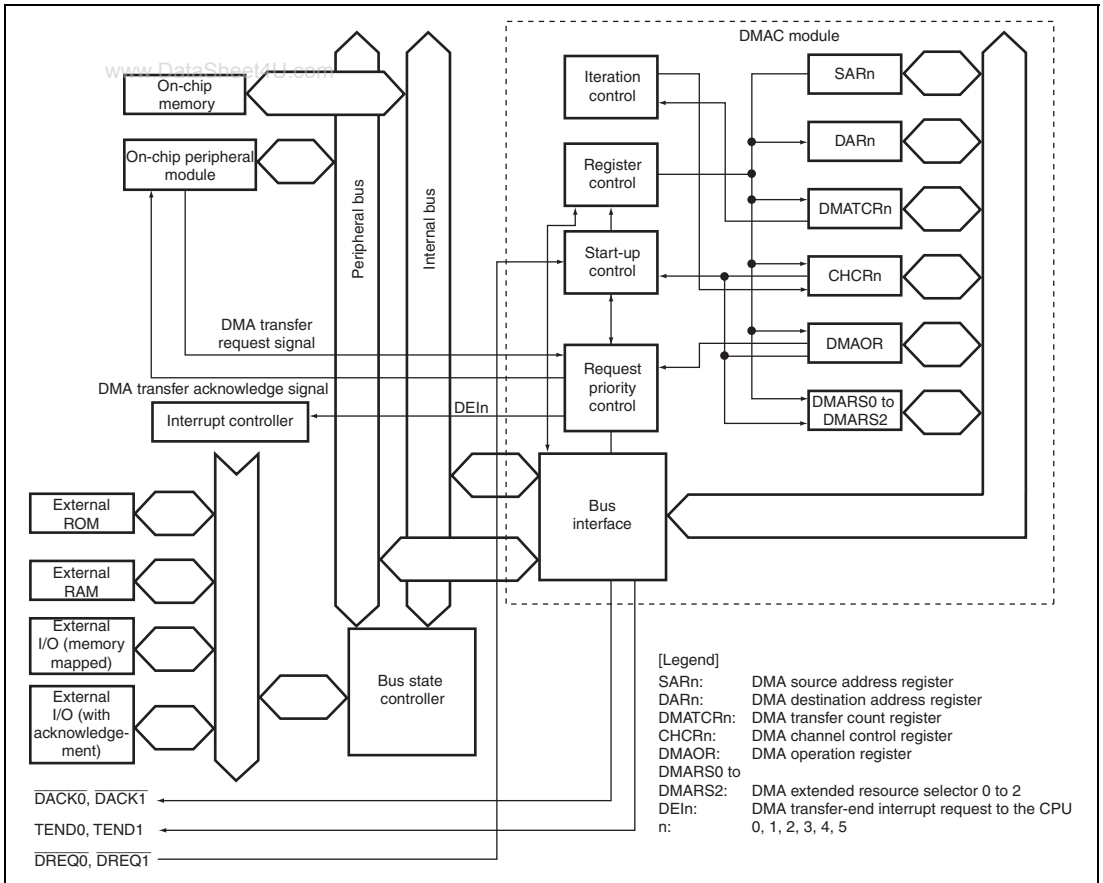 DMAC module
www.DataSheet4U.com
On-chip
memory
On-chip peripheral
module
Peripheral bus
Internal bus
Iteration
control
Register
control
Start-up
control
Request
priority
control
SARn
DARn
DMATCRn
CHCRn
DMAOR
DMARS0 to
DMARS2
DMA transfer
request signal
DMA transfer acknowledge signal
Interrupt controller
DEIn
Bus
interface
External
ROM
External
RAM
External
I/O (memory
mapped)
External
I/O (with
acknowledge-
ment)
Bus state
controller
DACK0, DACK1
TEND0, TEND1
DREQ0, DREQ1
[Legend]
SARn: DMA source address register
DARn: DMA destination address register
DMATCRn: DMA transfer count register
CHCRn: DMA channel control register
DMAOR: DMA operation register
DMARS0 to
DMARS2: DMA extended resource selector 0 to 2
DEIn: DMA transfer-end interrupt request to the CPU
n: 0, 1, 2, 3, 4, 5